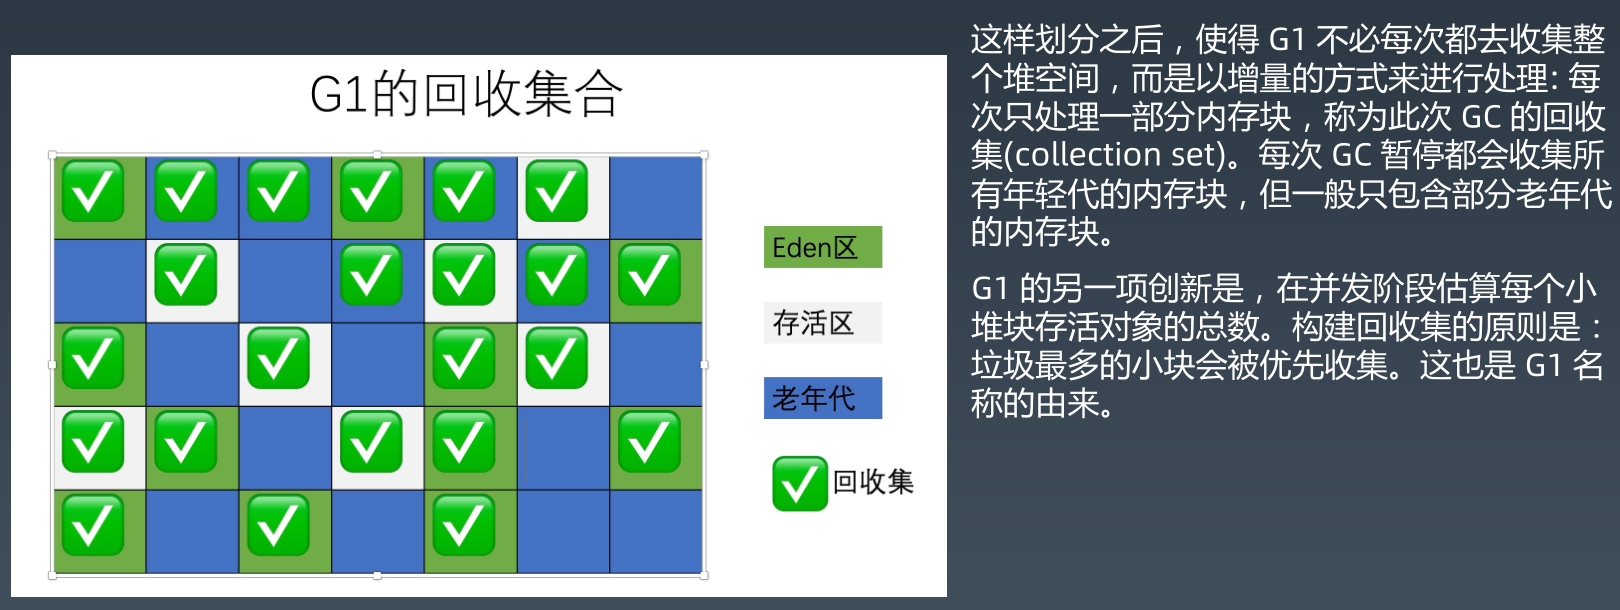 G1的回收集合
Eden区
存活区
老年代
回收集
这样划分之后，使得 G1 不必每次都去收集整
个堆空间，而是以增量的方式来进行处理: 每
次只处理一部分内存块，称为此次 GC 的回收
集(collection set)。每次 GC 暂停都会收集所
有年轻代的内存块，但一般只包含部分老年代
的内存块。
G1 的另一项创新是，在并发阶段估算每个小
堆块存活对象的总数。构建回收集的原则是：
垃圾最多的小块会被优先收集。这也是 G1 名
称的由来。